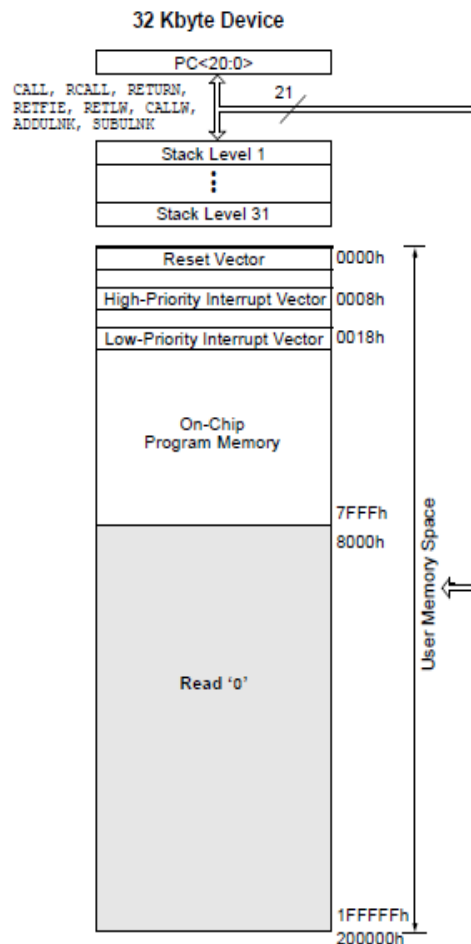 32 Kbyte Device
PC<20:0>
CALL, RCALL, RETURN,
RETFIE, RETLW, CALLW,
ADDULNK, SUBULNK
21
Stack Level 1
Stack Level 31
Reset Vector
0000h
High-Priority Interrupt Vector
0008h
Low-Priority Interrupt Vector
0018h
On-Chip
Program Memory
7FFFh
8000h
User Memory Space
Read ‘0’
1FFFFFh
200000h